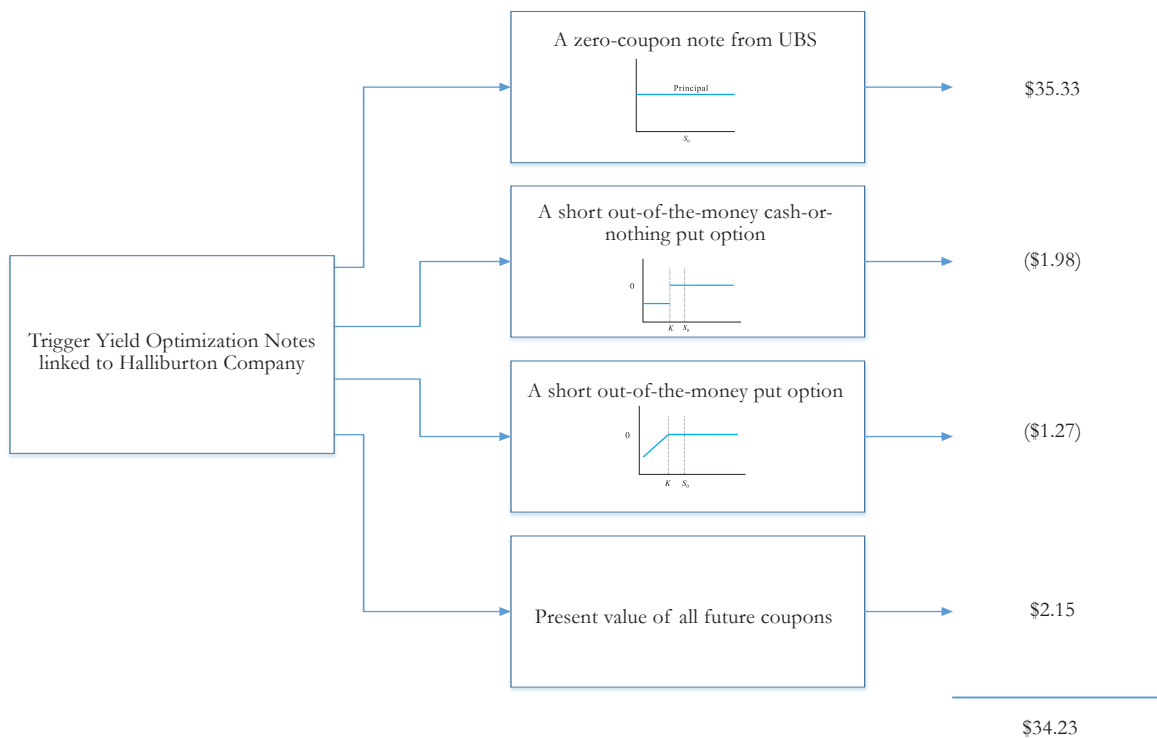 A zero-coupon note from UBS
Principal
S₀
$35.33
A short out-of-the-money cash-or-
nothing put option
0
K S₀
($1.98)
Trigger Yield Optimization Notes
linked to Halliburton Company
A short out-of-the-money put option
0
K S₀
($1.27)
Present value of all future coupons
$2.15
$34.23